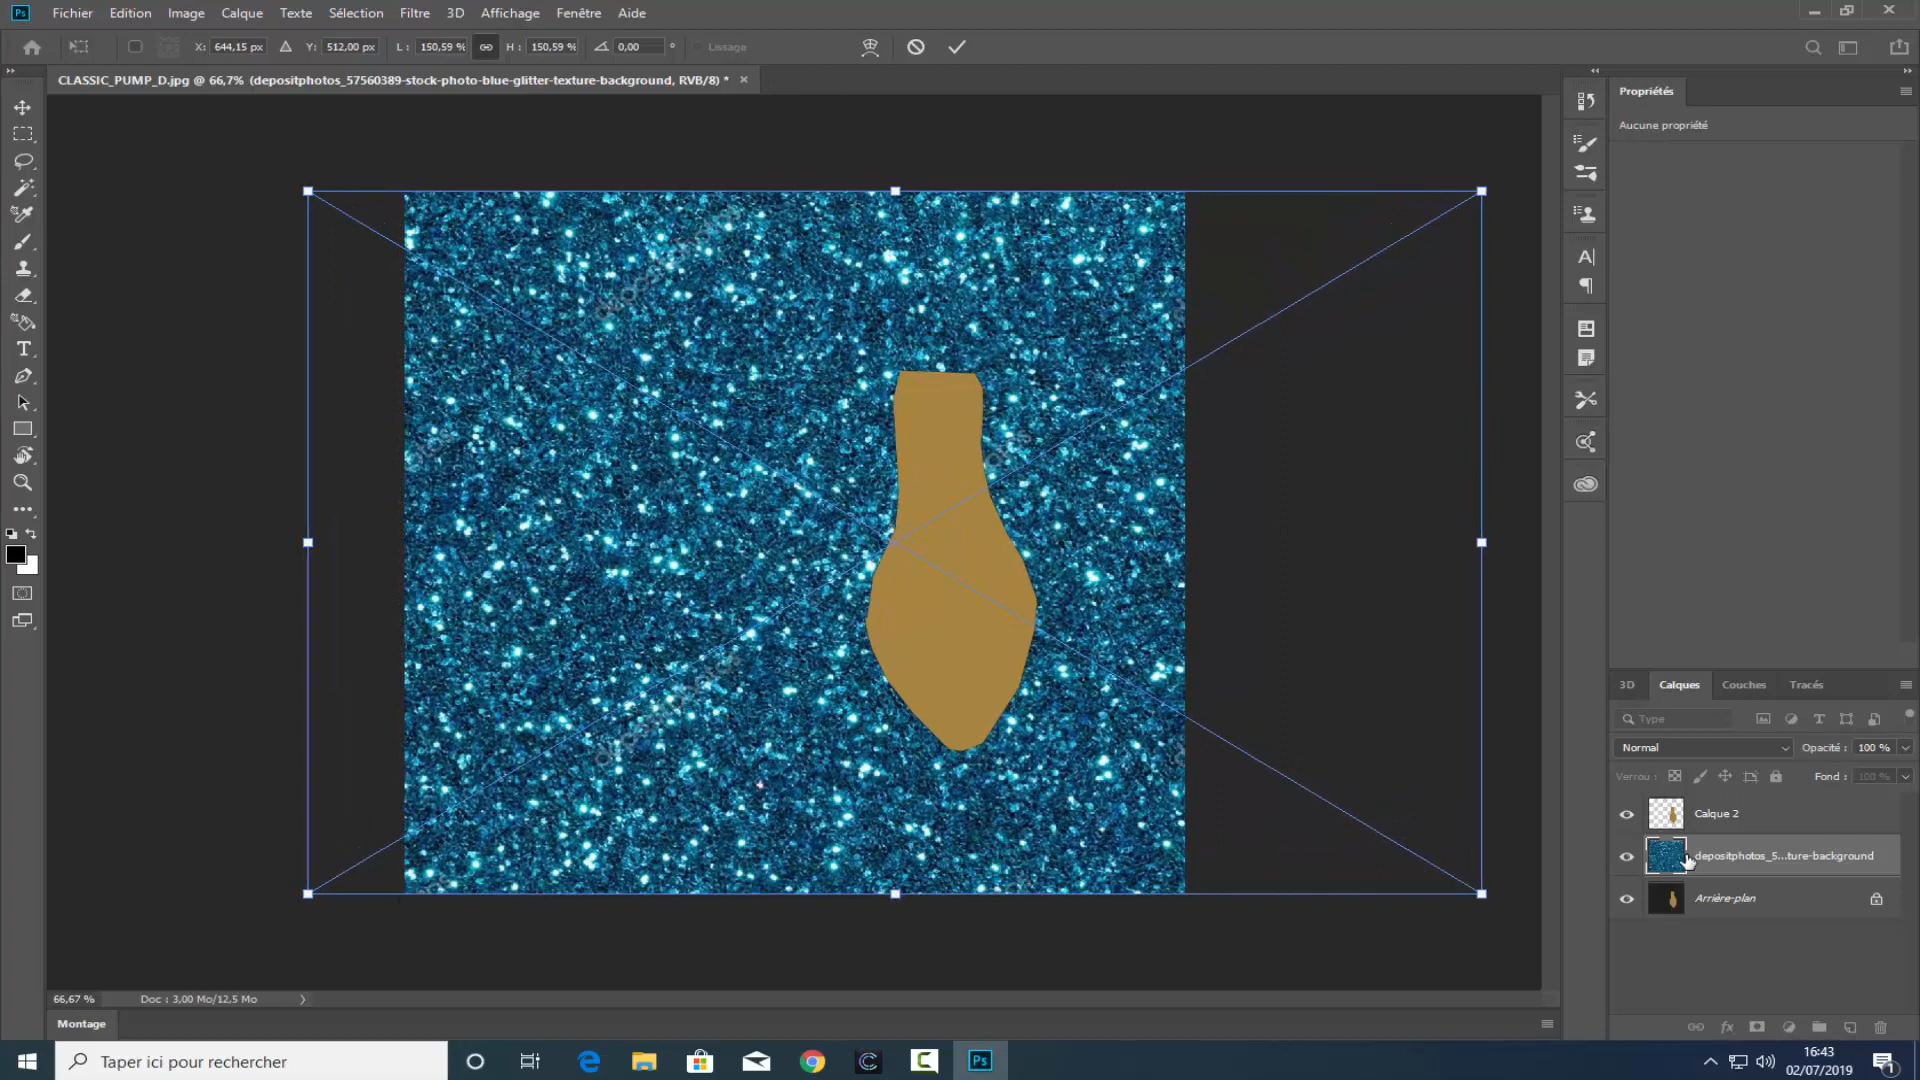 Ps Fichier Edition Image Calque Texte Sélection Filtre 3D Affichage Fenêtre Aide
X: 644,15 px Y: 512,00 px L : 150,59 % H : 150,59 % 0,00 ° Lissage
CLASSIC_PUMP_D.jpg @ 66,7% (depositphotos_57560389-stock-photo-blue-glitter-texture-background, RVB/8) *
Propriétés
Aucune propriété
3D Calques Couches Tracés
Type
Normal Opacité : 100 %
Verrou : Fond : 100 %
Calque 2
depositphotos_5...ture-background
Arrière-plan
66,67 % Doc : 3,00 Mo/12,5 Mo
Montage
Taper ici pour rechercher
Ps
16:43
02/07/2019
1